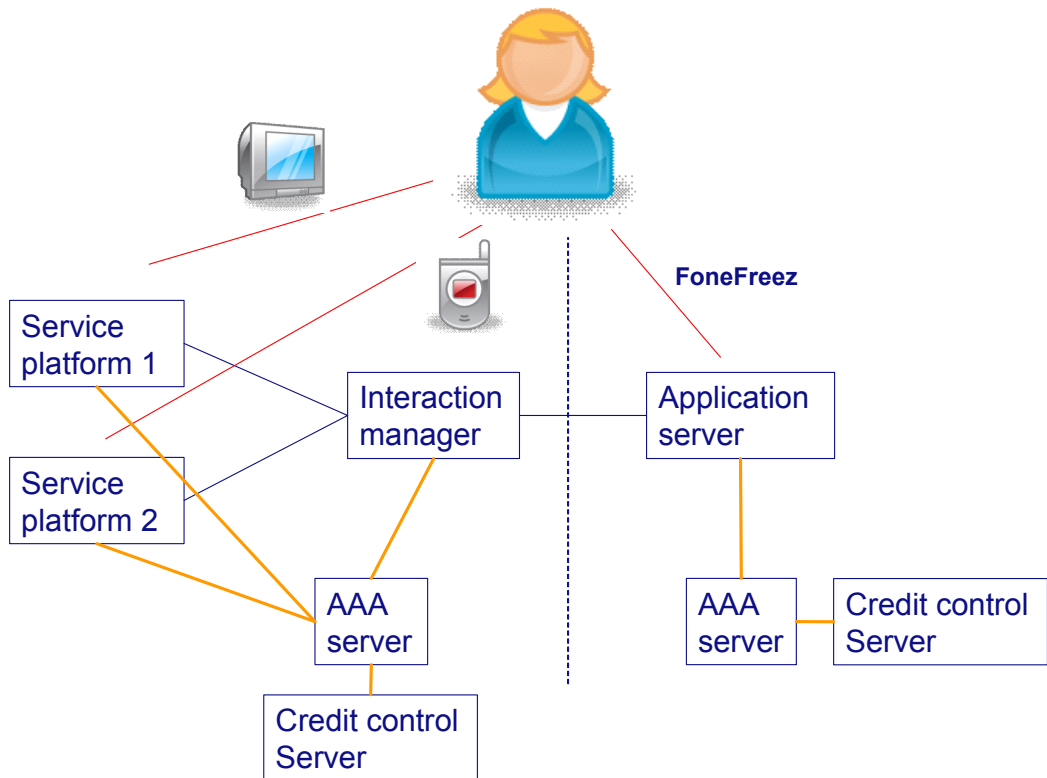 FoneFreez
Service
platform 1
Interaction
manager
Application
server
Service
platform 2
AAA
server
AAA
server
Credit control
Server
Credit control
Server